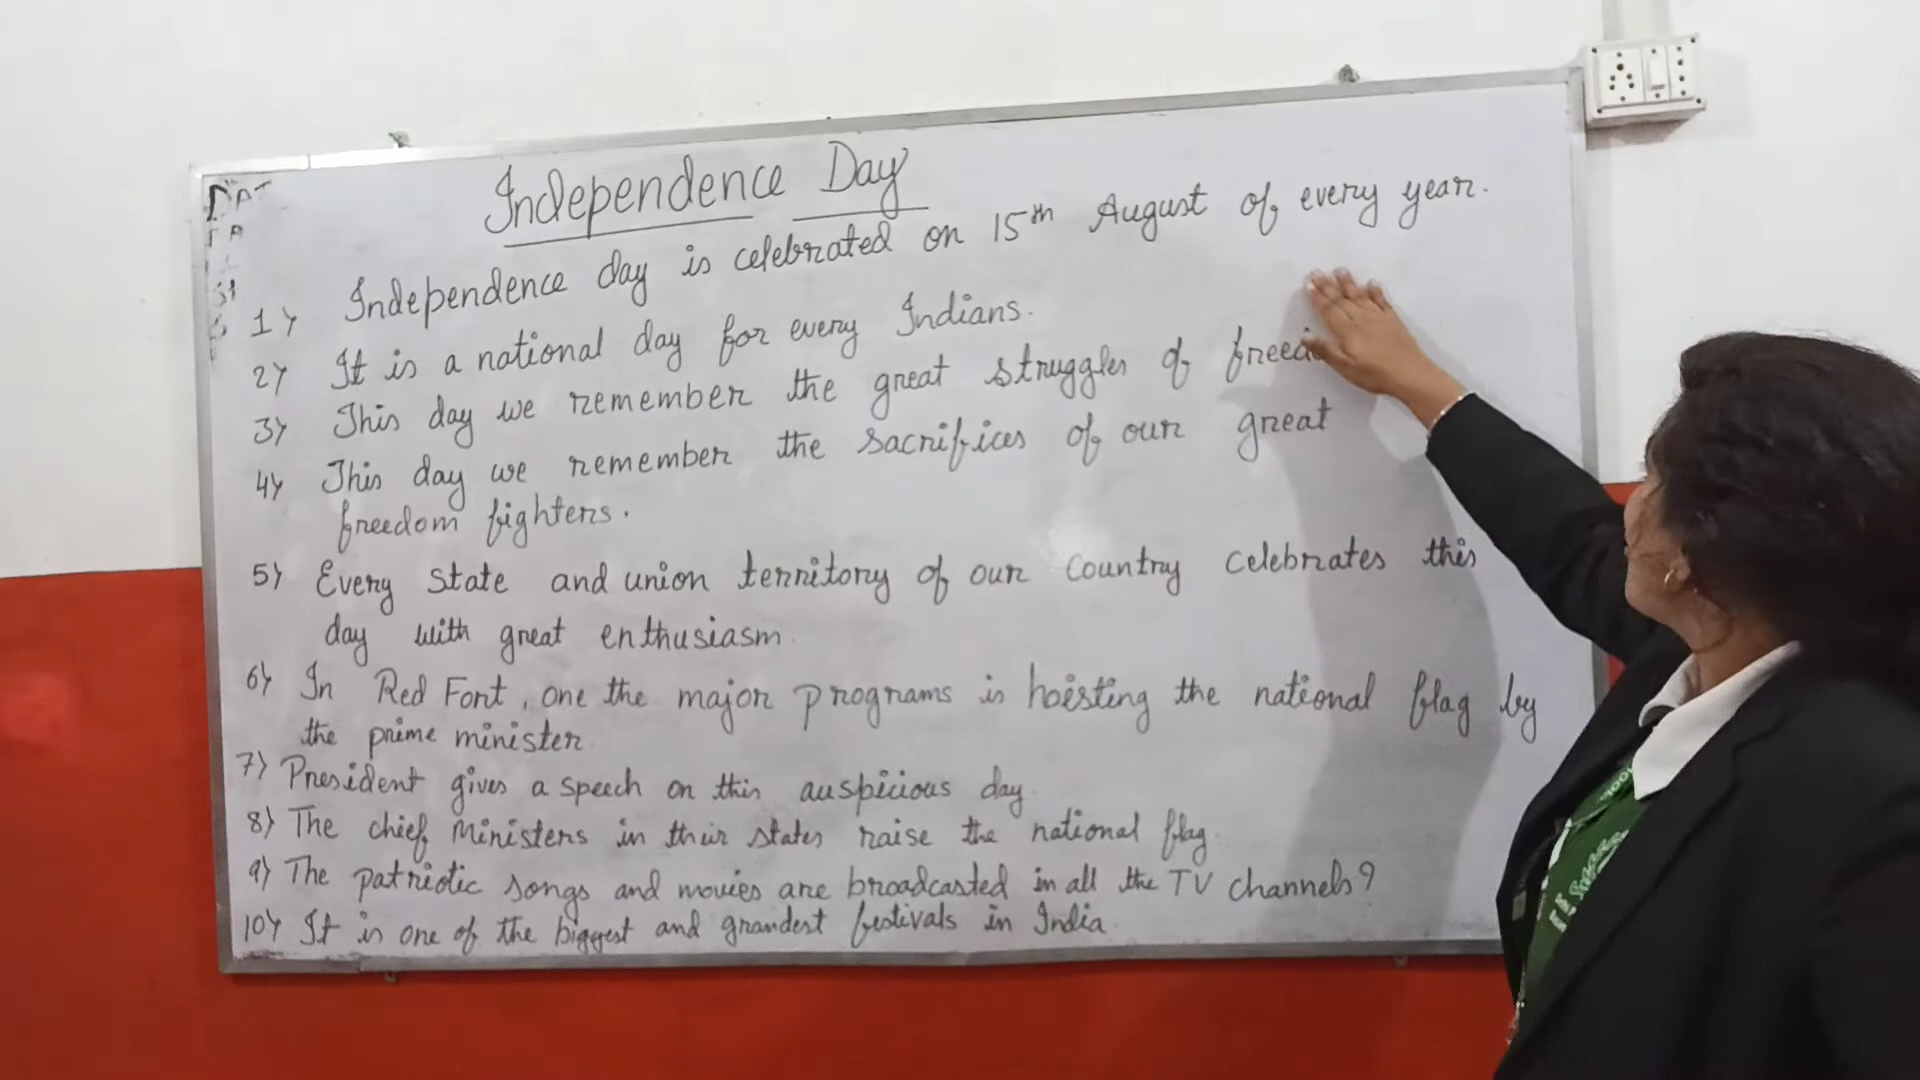 Independence Day
1) Independence day is celebrated on 15th August of every year.
2) It is a national day for every Indians.
3) This day we remember the great struggles of
4) This day we remember the sacrifices of our great
freedom fighters.
5) Every state and union territory of our country celebrates this
day with great enthusiasm.
6) In Red Fort, one the major programs is hoisting the national flag by
the prime minister
7) President gives a speech on this auspicious day.
8) The chief Ministers in their states raise the national flag.
9) The patriotic songs and movies are broadcasted in all the TV channels?
10) It is one of the biggest and grandest festivals in India.